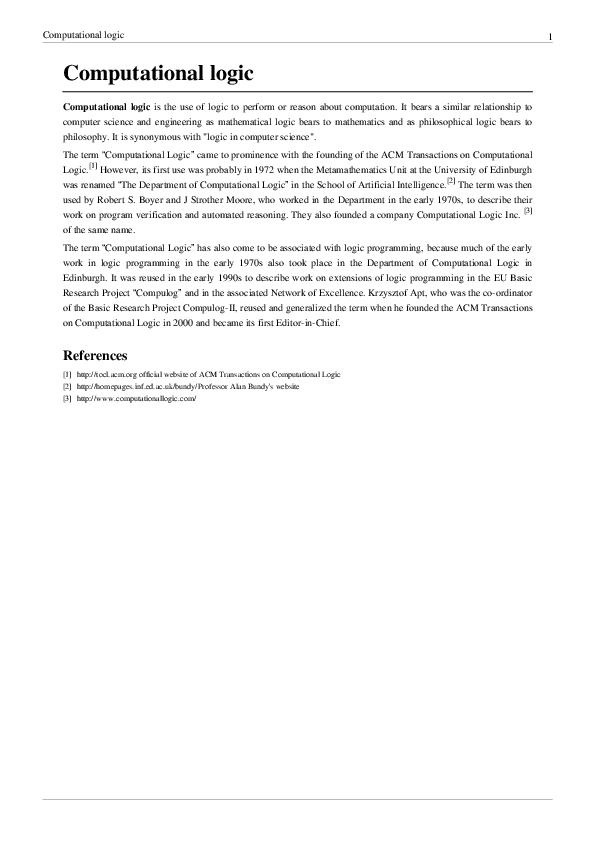 Computational logic 1
Computational logic
Computational logic is the use of logic to perform or reason about computation. It bears a similar relationship to
computer science and engineering as mathematical logic bears to mathematics and as philosophical logic bears to
philosophy. It is synonymous with "logic in computer science".
The term "Computational Logic" came to prominence with the founding of the ACM Transactions on Computational
Logic.[1] However, its first use was probably in 1972 when the Metamathematics Unit at the University of Edinburgh
was renamed "The Department of Computational Logic" in the School of Artificial Intelligence.[2] The term was then
used by Robert S. Boyer and J Strother Moore, who worked in the Department in the early 1970s, to describe their
work on program verification and automated reasoning. They also founded a company Computational Logic Inc. [3]
of the same name.
The term "Computational Logic" has also come to be associated with logic programming, because much of the early
work in logic programming in the early 1970s also took place in the Department of Computational Logic in
Edinburgh. It was reused in the early 1990s to describe work on extensions of logic programming in the EU Basic
Research Project "Compulog" and in the associated Network of Excellence. Krzysztof Apt, who was the co-ordinator
of the Basic Research Project Compulog-II, reused and generalized the term when he founded the ACM Transactions
on Computational Logic in 2000 and became its first Editor-in-Chief.
References
[1] http://tocl.acm.org official website of ACM Transactions on Computational Logic
[2] http://homepages.inf.ed.ac.uk/bundy/Professor Alan Bundy's website
[3] http://www.computationallogic.com/